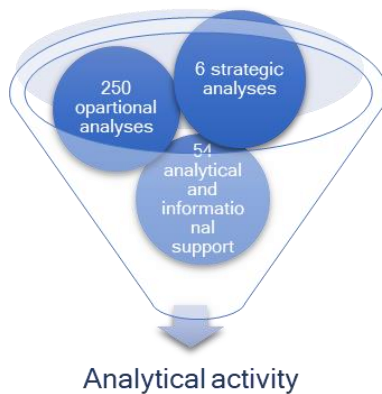 250
opartional
analyses
6 strategic
analyses
54
analytical
and
informatio
nal
support
Analytical activity